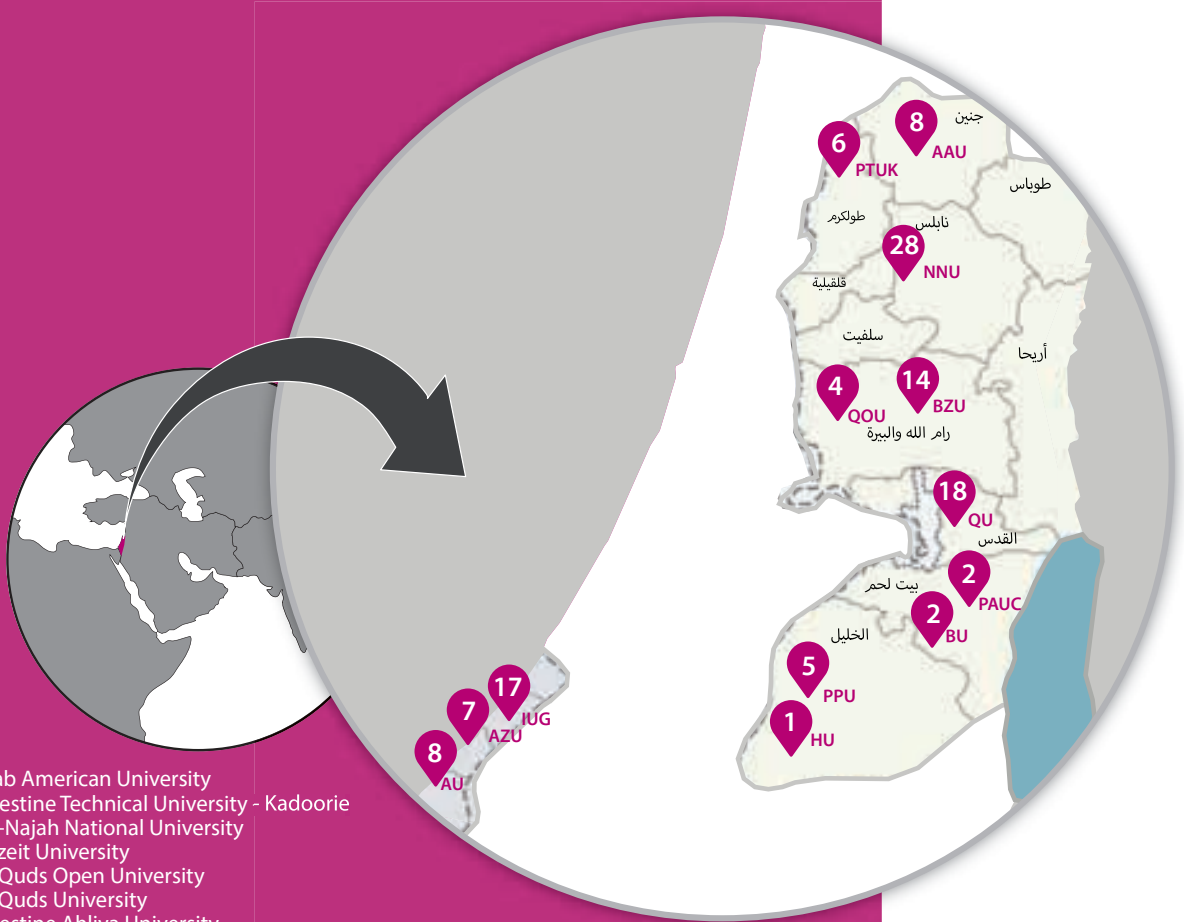 جنين
8
AAU
6
PTUK
طوباس
طولكرم
نابلس
28
NNU
قلقيلية
سلفيت
أريحا
4
QOU
14
BZU
رام الله والبيرة
18
QU
القدس
2
PAUC
بيت لحم
2
BU
الخليل
5
PPU
1
HU
17
IUG
7
AZU
8
AU
ab American University
estine Technical University - Kadoorie
-Najah National University
zeit University
Quds Open University
Quds University
estine Ahliya University